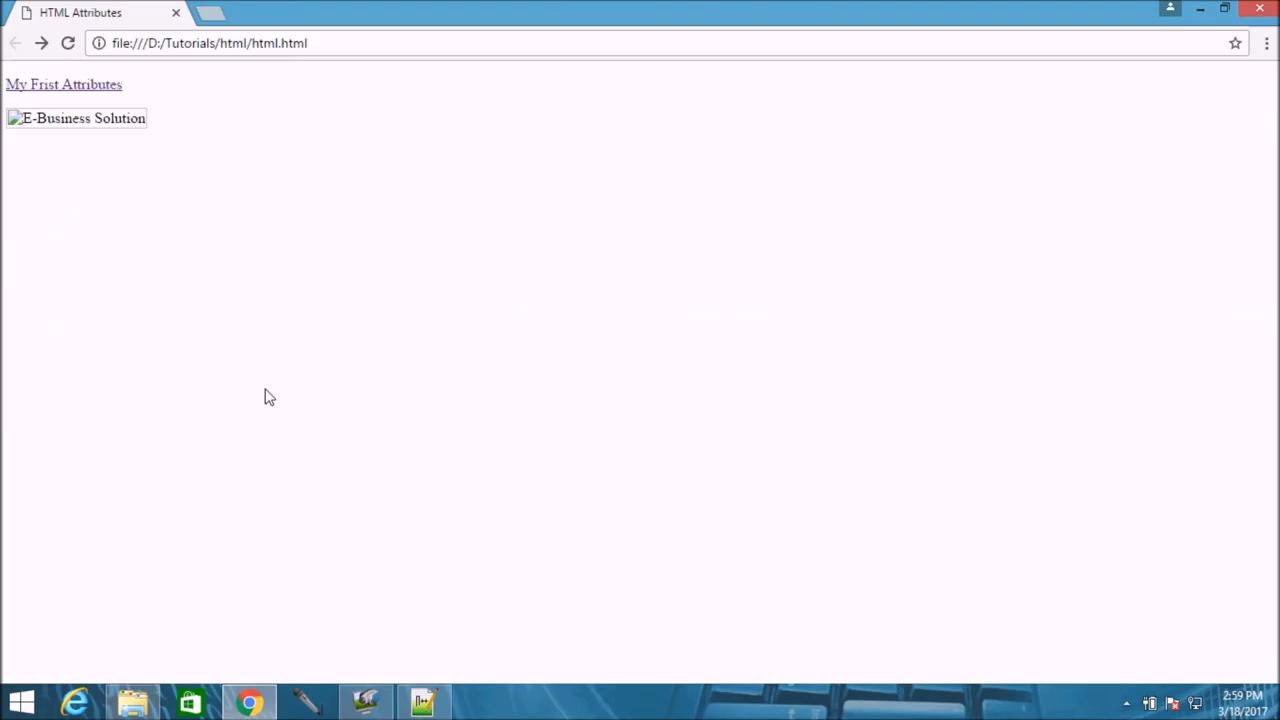 HTML Attributes
file:///D:/Tutorials/html/html.html
My Frist Attributes
E-Business Solution
2:59 PM
3/18/2017